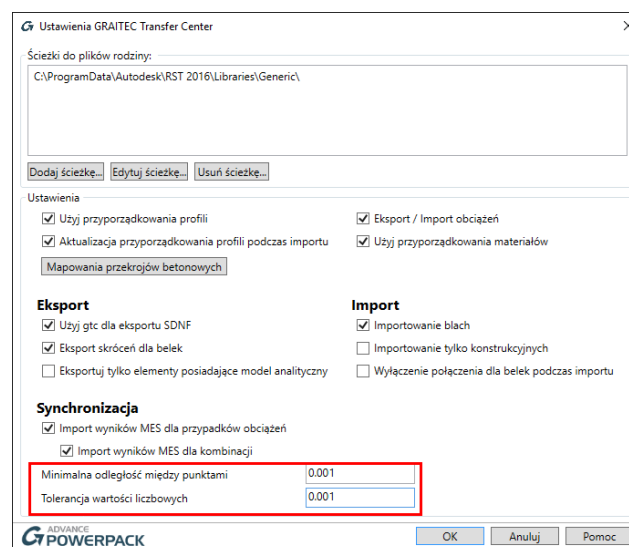 Ustawienia GRAITEC Transfer Center
Ścieżki do plików rodziny:
C:\ProgramData\Autodesk\RST 2016\Libraries\Generic\
Dodaj ścieżkę... Edytuj ścieżkę... Usuń ścieżkę...
Ustawienia
Użyj przyporządkowania profili
Eksport / Import obciążeń
Aktualizacja przyporządkowania profili podczas importu
Użyj przyporządkowania materiałów
Mapowania przekrojów betonowych
Eksport
Użyj gtc dla eksportu SDNF
Eksport skróceń dla belek
Eksportuj tylko elementy posiadające model analityczny
Import
Importowanie blach
Importowanie tylko konstrukcyjnych
Wyłączenie połączenia dla belek podczas importu
Synchronizacja
Import wyników MES dla przypadków obciążeń
Import wyników MES dla kombinacji
Minimalna odległość między punktami 0.001
Tolerancja wartości liczbowych 0.001
ADVANCE
POWERPACK
OK Anuluj Pomoc